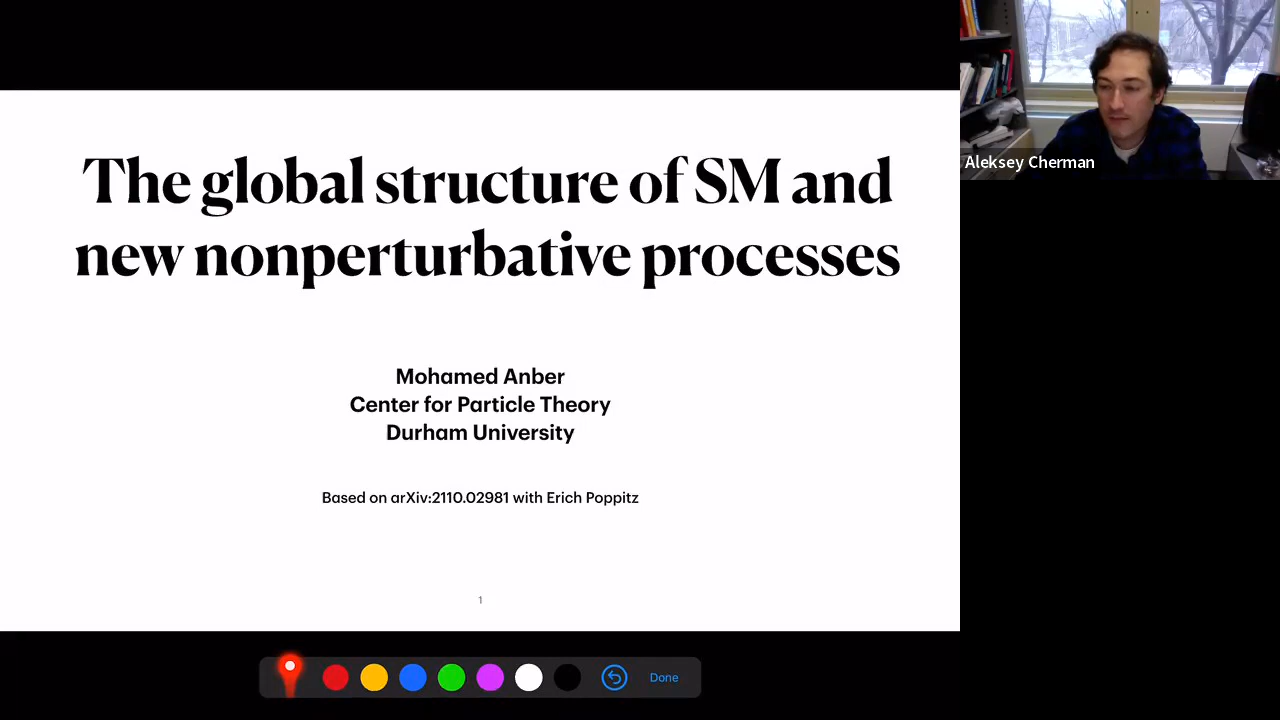 The global structure of SM and
new nonperturbative processes
Mohamed Anber
Center for Particle Theory
Durham University
Based on arXiv:2110.02981 with Erich Poppitz
1
Done
Aleksey Cherman